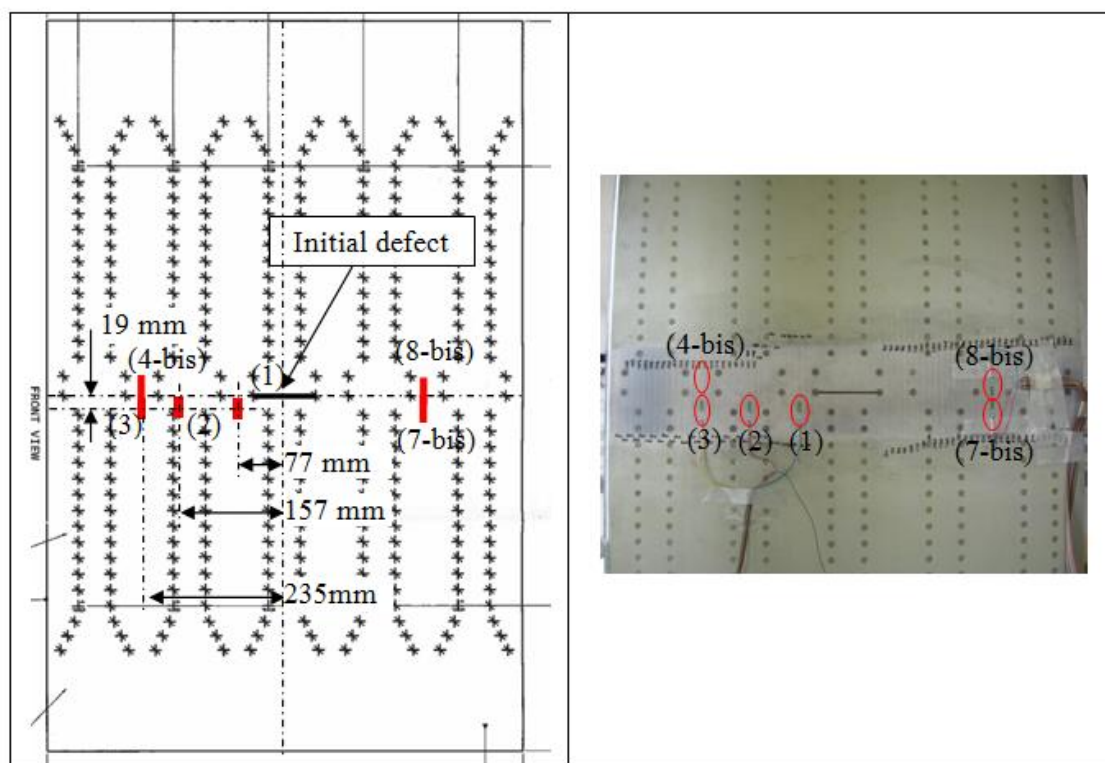 Initial defect
19 mm
(4-bis)
(1)
(8-bis)
(3)
(2)
(7-bis)
FRONT VIEW
77 mm
157 mm
235mm
(4-bis)
(8-bis)
(3)
(2)
(1)
(7-bis)